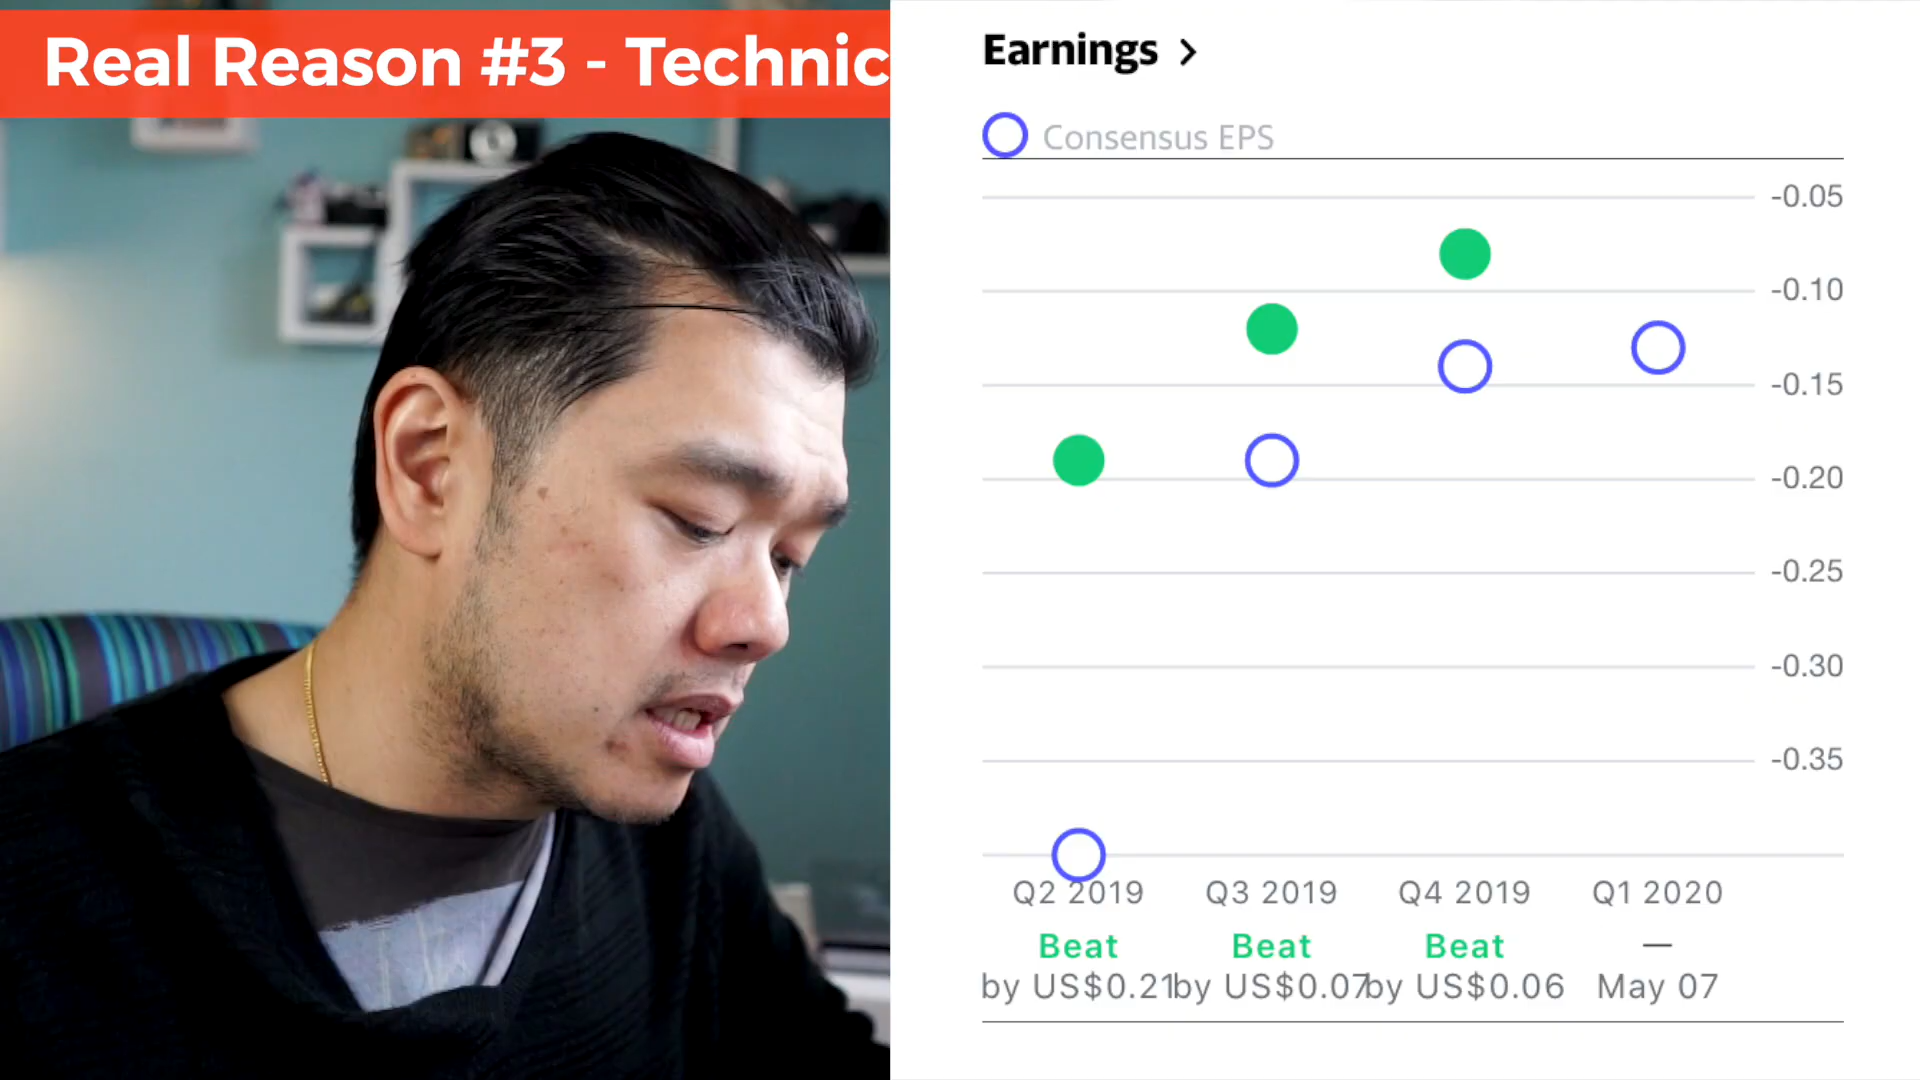 Real Reason #3 - Technic
Earnings >
Consensus EPS
-0.05
-0.10
-0.15
-0.20
-0.25
-0.30
-0.35
Q2 2019 Q3 2019 Q4 2019 Q1 2020
Beat Beat Beat —
by US$0.21 by US$0.07 by US$0.06 May 07